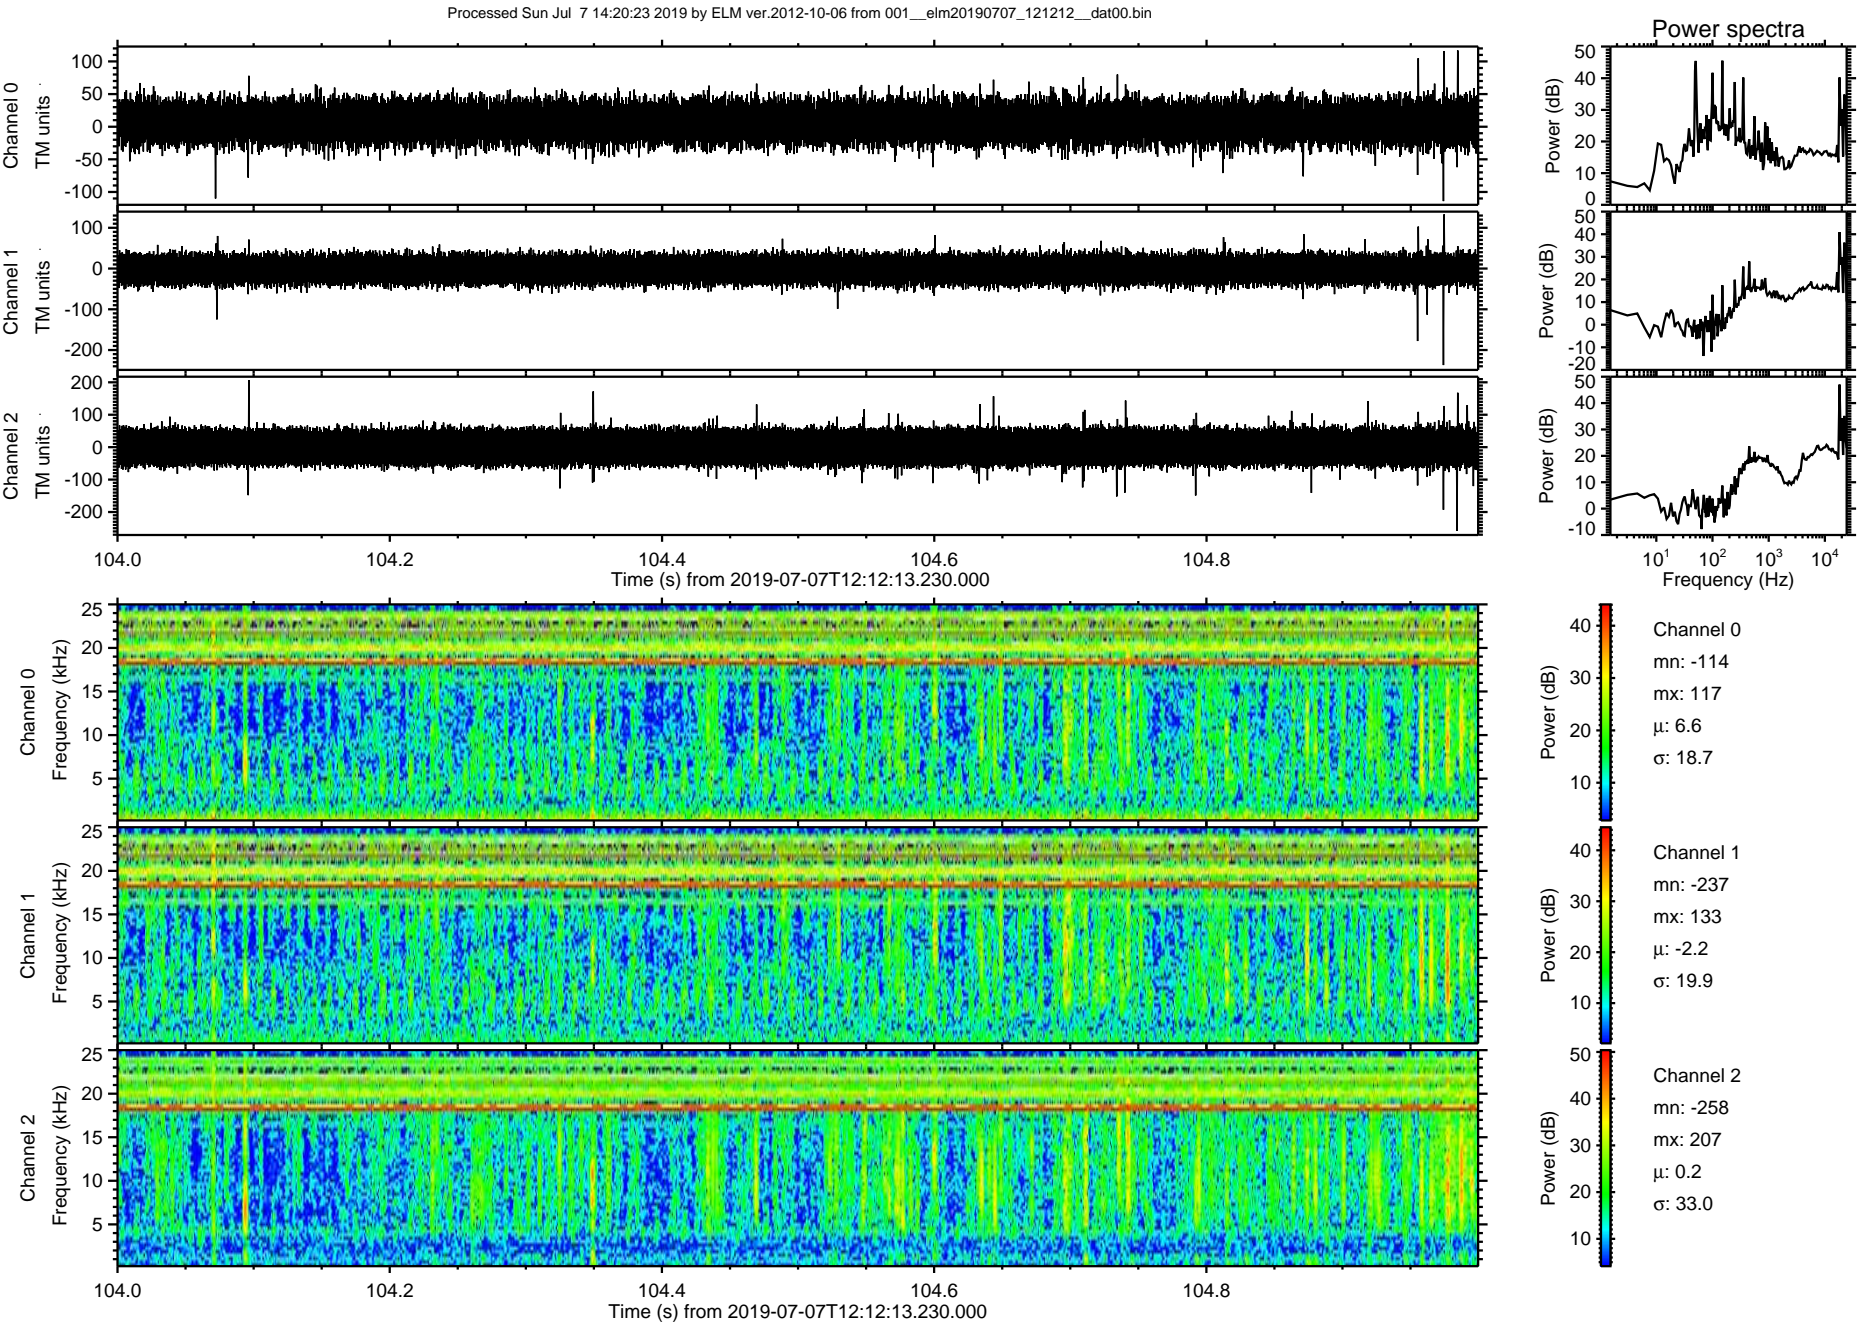 Processed Sun Jul  7 14:20:23 2019 by ELM ver.2012-10-06 from 001__elm20190707_121212__dat00.bin
Power spectra
Channel 0
TM units
100
50
0
-50
-100
Power (dB)
50
40
30
20
10
0
Channel 1
TM units
100
0
-100
-200
Power (dB)
50
40
30
20
10
0
-10
-20
Channel 2
TM units
200
100
0
-100
-200
Power (dB)
50
40
30
20
10
0
-10
104.0 104.2 104.4 104.6 104.8
Time (s) from 2019-07-07T12:12:13.230.000
10¹ 10² 10³ 10⁴
Frequency (Hz)
Channel 0
Frequency (kHz)
25
20
15
10
5
Power (dB)
40
30
20
10
Channel 0
mn: -114
mx: 117
μ: 6.6
σ: 18.7
Channel 1
Frequency (kHz)
25
20
15
10
5
Power (dB)
40
30
20
10
Channel 1
mn: -237
mx: 133
μ: -2.2
σ: 19.9
Channel 2
Frequency (kHz)
25
20
15
10
5
Power (dB)
50
40
30
20
10
Channel 2
mn: -258
mx: 207
μ: 0.2
σ: 33.0
104.0 104.2 104.4 104.6 104.8
Time (s) from 2019-07-07T12:12:13.230.000